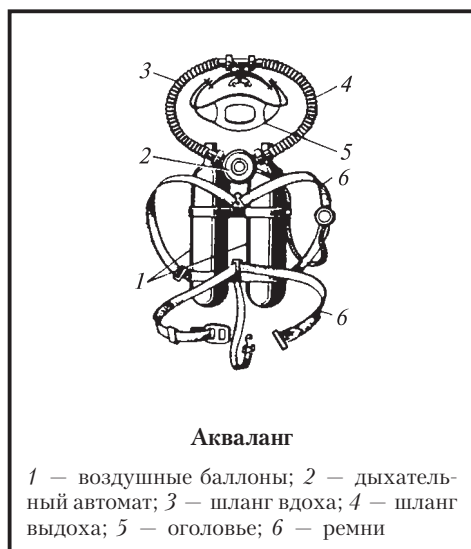 3
4
5
2
6
1
6
Акваланг
1 — воздушные баллоны; 2 — дыхатель-
ный автомат; 3 — шланг вдоха; 4 — шланг
выдоха; 5 — оголовье; 6 — ремни